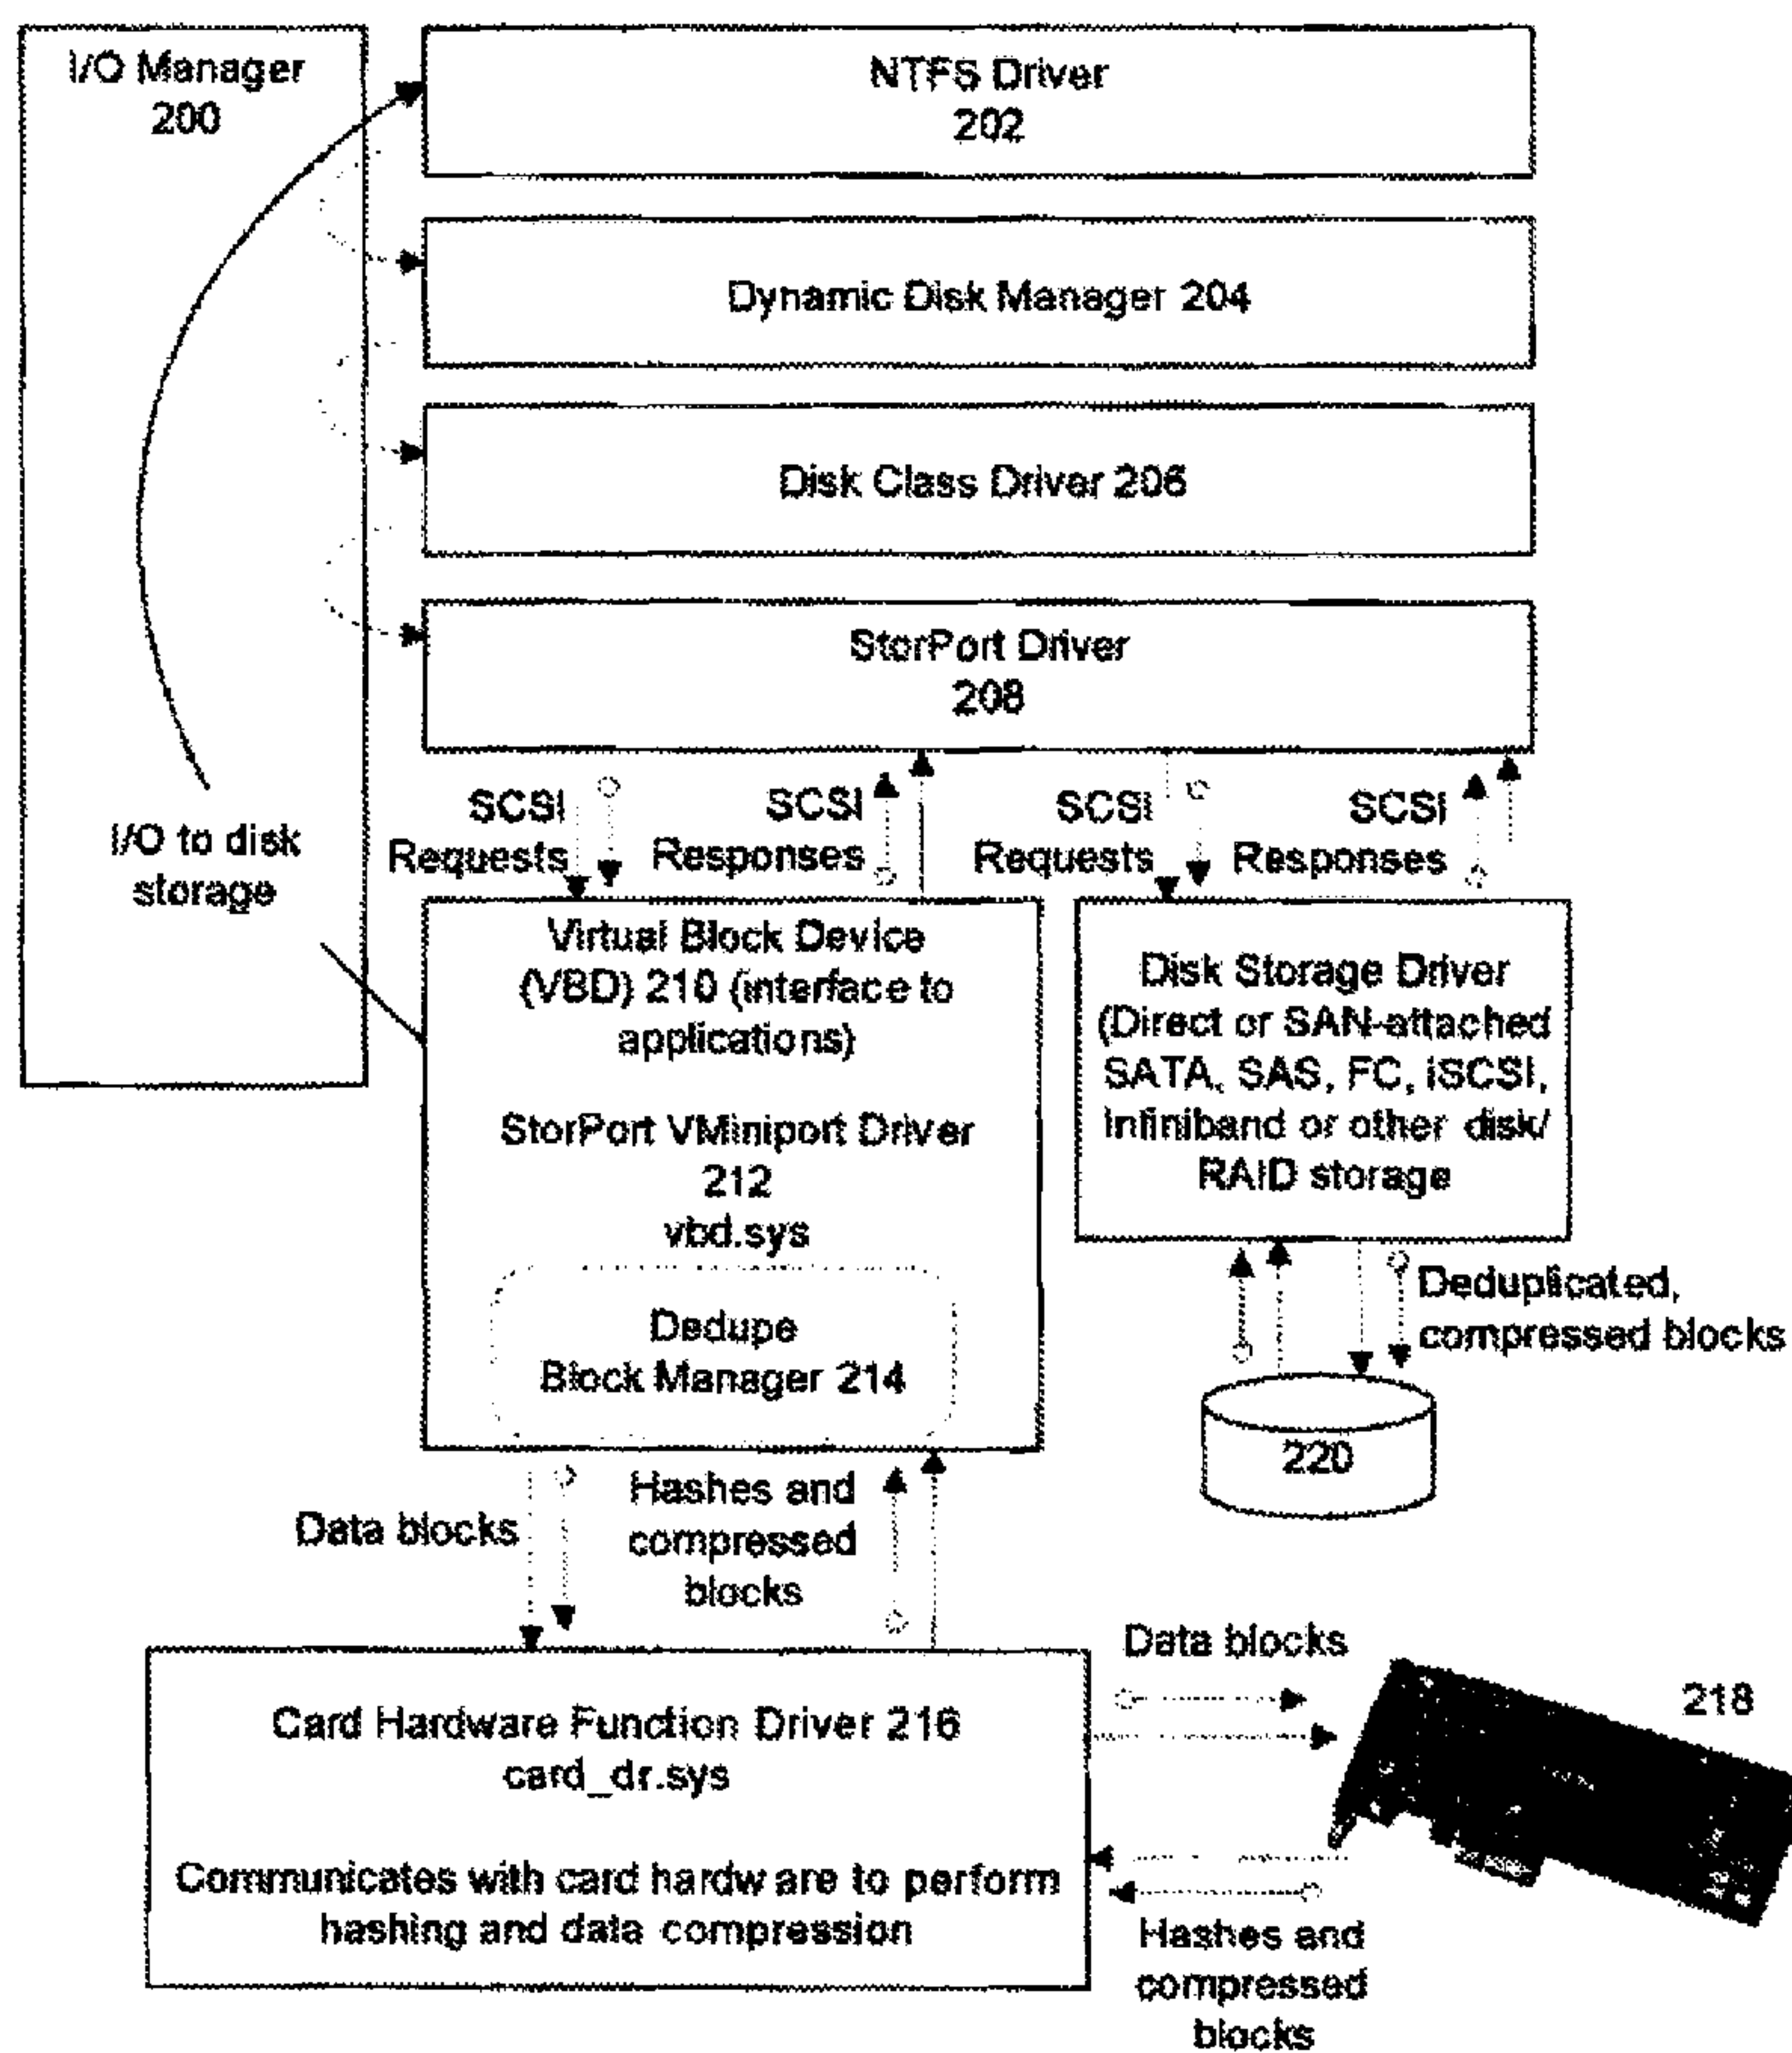 I/O Manager
200
NTFS Driver
202
Dynamic Disk Manager 204
Disk Class Driver 206
StorPort Driver
208
I/O to disk
storage
SCSI
Requests
SCSI
Responses
SCSI
Requests
SCSI
Responses
Virtual Block Device
(VBD) 210 (interface to
applications)
StorPort VMiniport Driver
212
vbd.sys
Dedupe
Block Manager 214
Disk Storage Driver
(Direct or SAN-attached
SATA, SAS, FC, iSCSI,
Infiniband or other disk/
RAID storage
Deduplicated,
compressed blocks
220
Data blocks
Hashes and
compressed
blocks
Card Hardware Function Driver 216
card_dr.sys
Communicates with card hardw are to perform
hashing and data compression
Data blocks
218
Hashes and
compressed
blocks